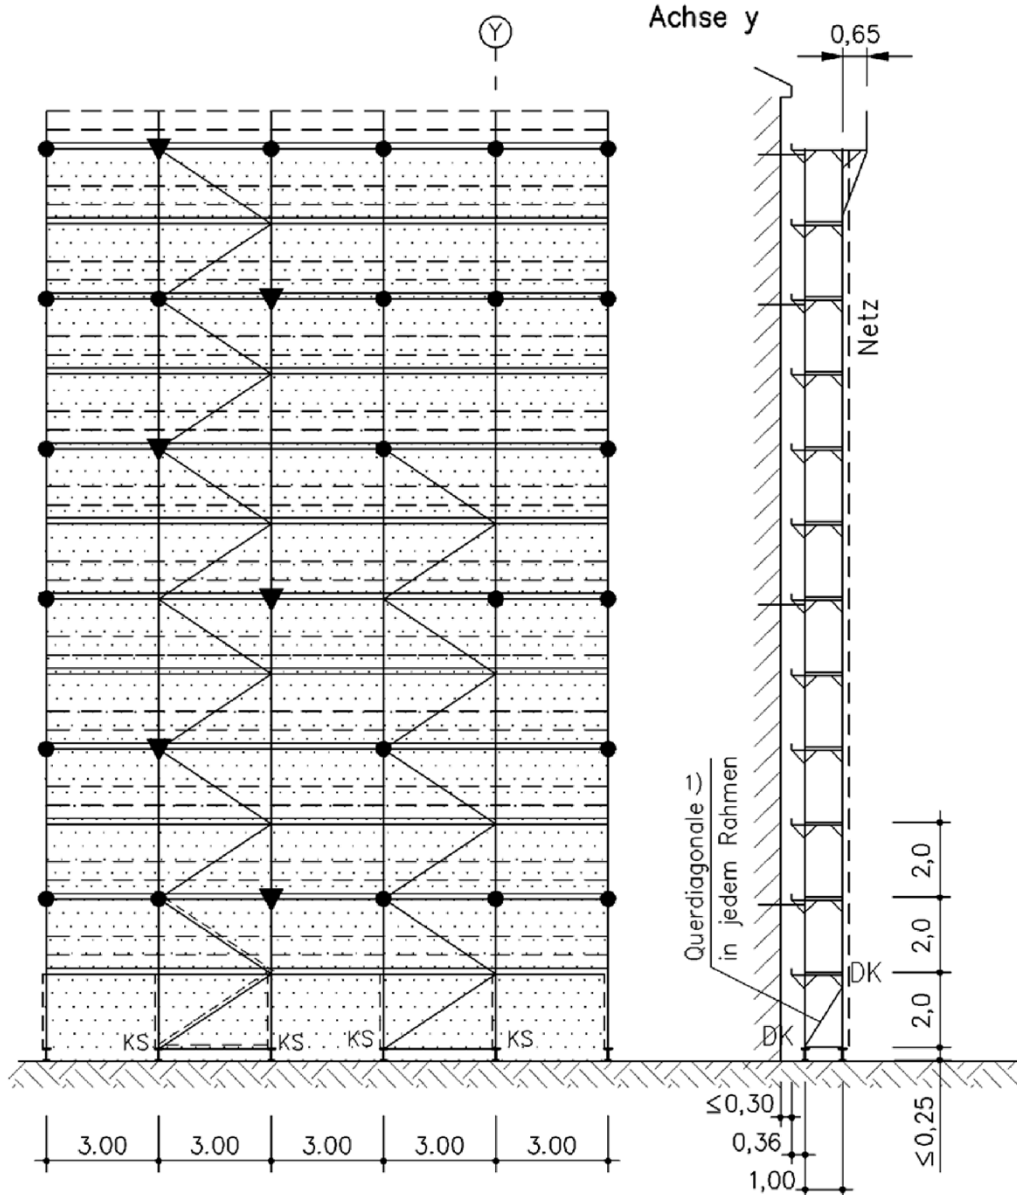 Achse y
Y
0,65
Netz
Querdiagonale 1)
in jedem Rahmen
2,0
2,0
DK
2,0
KS
KS
KS
KS
DK
≤0,30
≤0,25
3.00
3.00
3.00
3.00
3.00
0,36
1,00